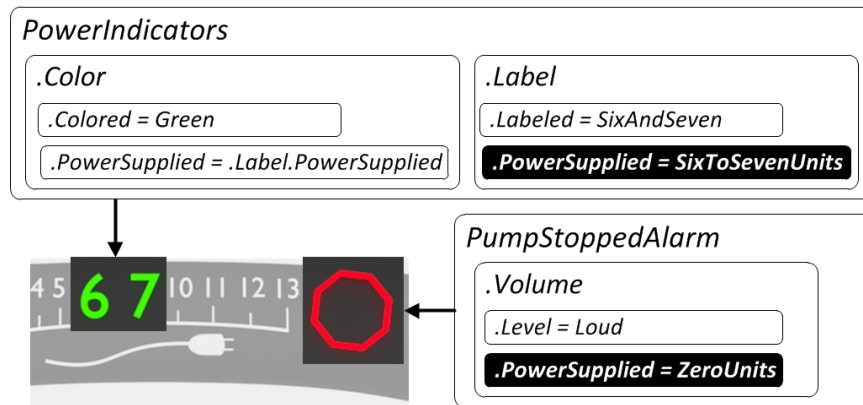 PowerIndicators
.Color
.Colored = Green
.PowerSupplied = .Label.PowerSupplied
.Label
.Labeled = SixAndSeven
.PowerSupplied = SixToSevenUnits
PumpStoppedAlarm
.Volume
.Level = Loud
.PowerSupplied = ZeroUnits
4 5 6 7 10 11 12 13